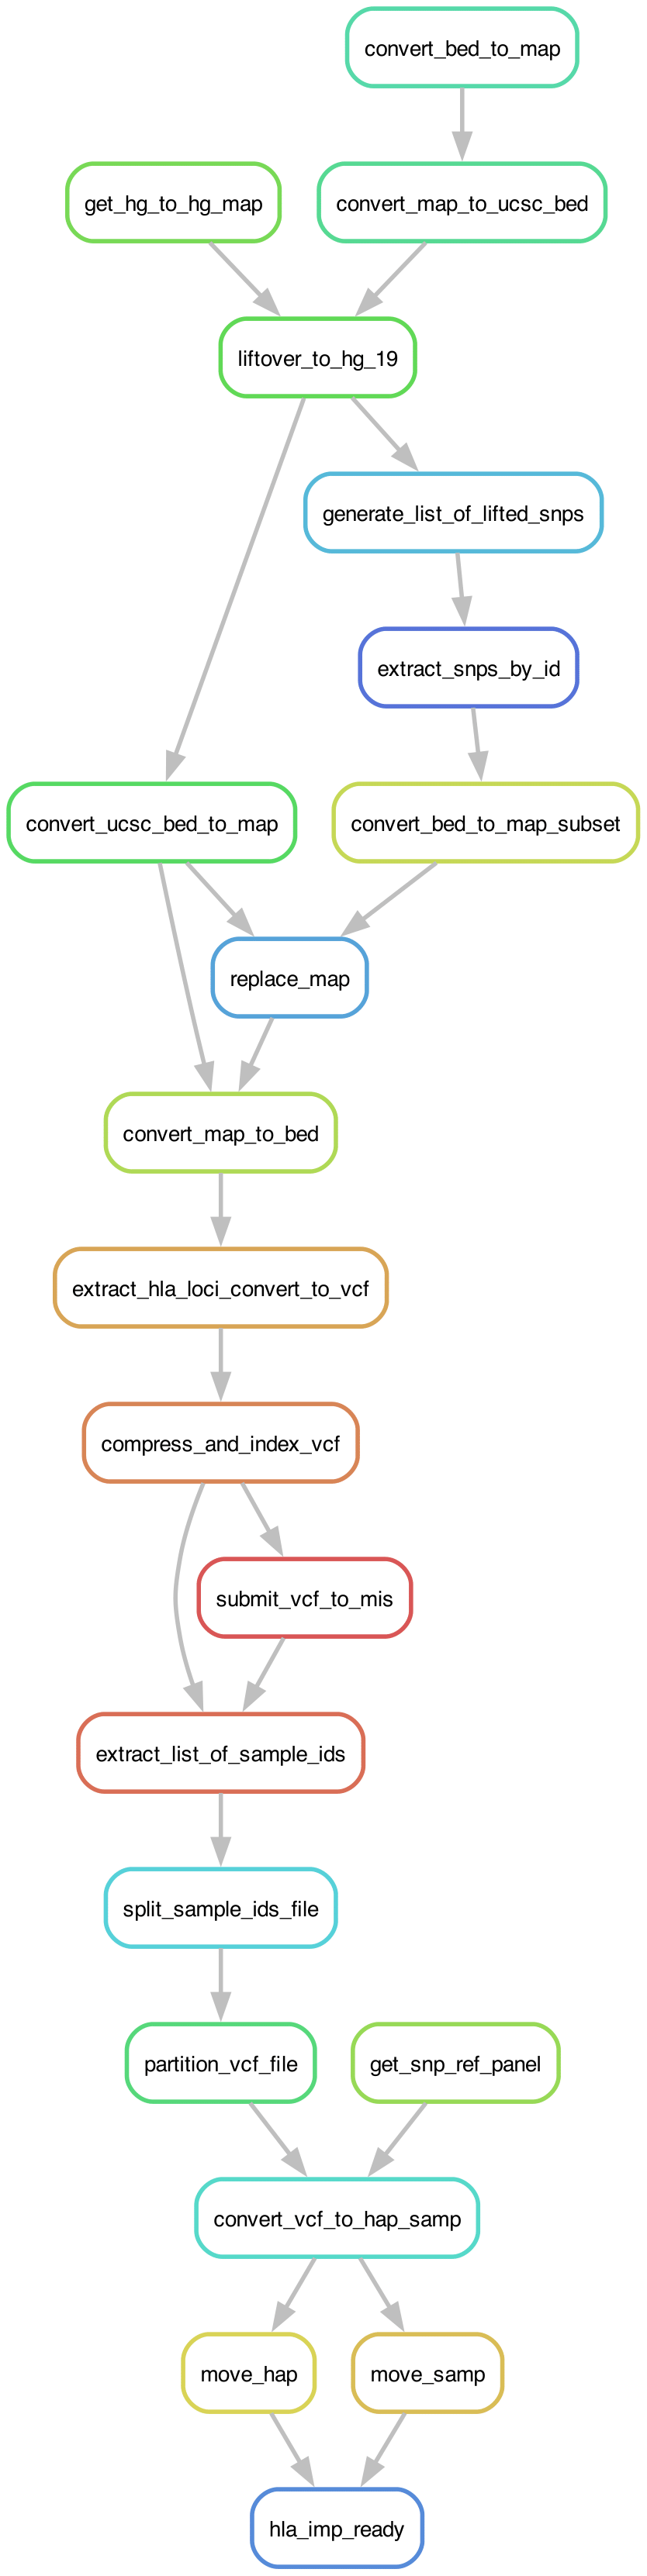 convert_bed_to_map
get_hg_to_hg_map
convert_map_to_ucsc_bed
liftover_to_hg_19
generate_list_of_lifted_snps
extract_snps_by_id
convert_ucsc_bed_to_map
convert_bed_to_map_subset
replace_map
convert_map_to_bed
extract_hla_loci_convert_to_vcf
compress_and_index_vcf
submit_vcf_to_mis
extract_list_of_sample_ids
split_sample_ids_file
partition_vcf_file
get_snp_ref_panel
convert_vcf_to_hap_samp
move_hap
move_samp
hla_imp_ready